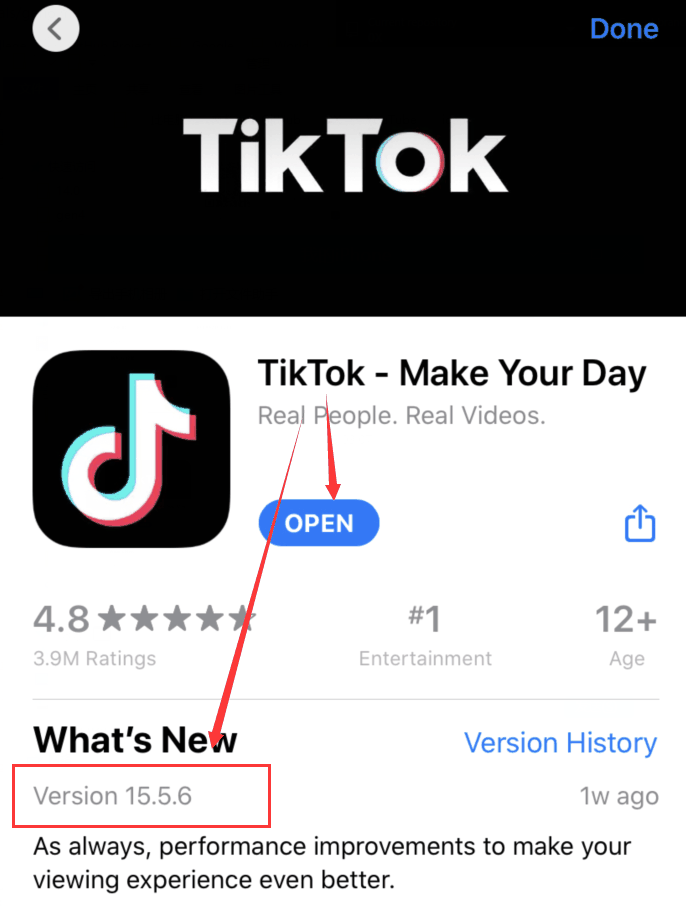 Done
TikTok
TikTok - Make Your Day
Real People. Real Videos.
OPEN
4.8 ★★★★★ #1 12+
3.9M Ratings Entertainment Age
What's New Version History
Version 15.5.6 1w ago
As always, performance improvements to make your
viewing experience even better.